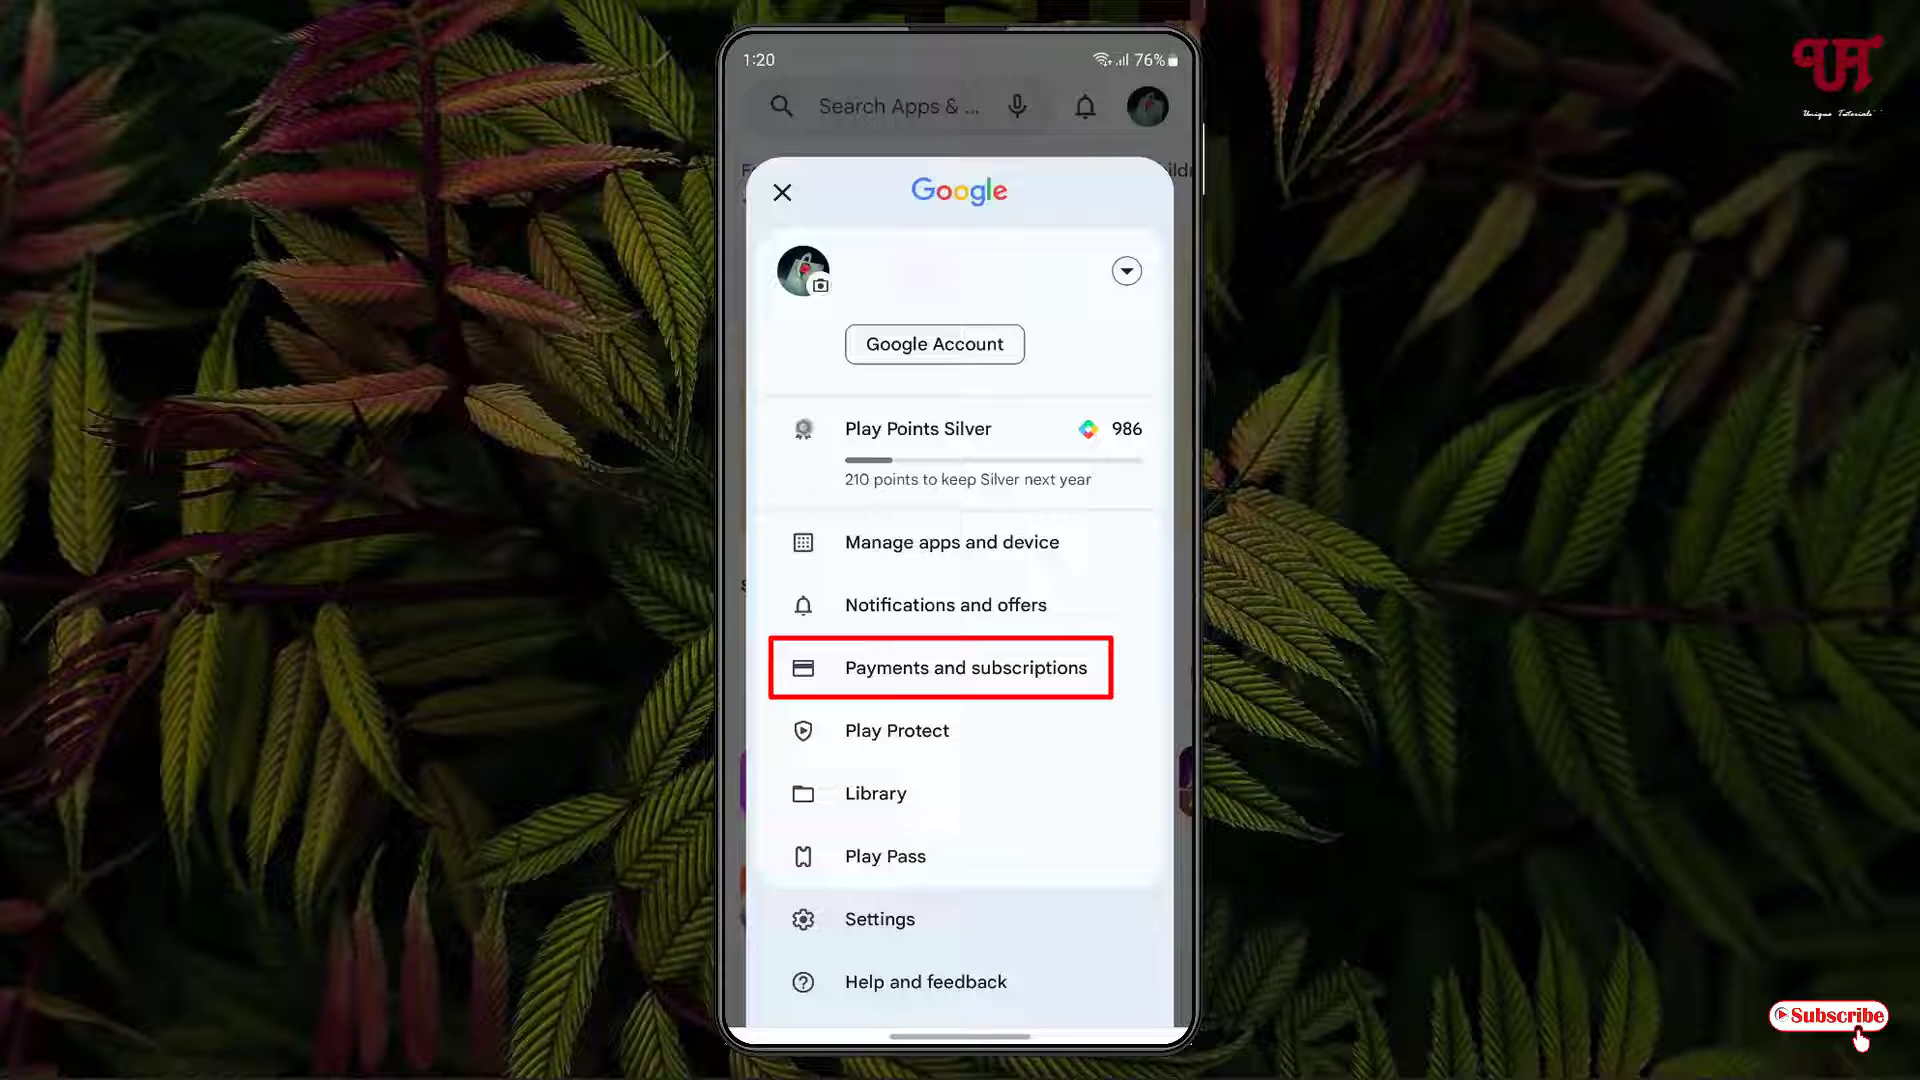 1:20
76%
Search Apps & ...
Google
Google Account
Play Points Silver
986
210 points to keep Silver next year
Manage apps and device
Notifications and offers
Payments and subscriptions
Play Protect
Library
Play Pass
Settings
Help and feedback
Unique Tutorials
Subscribe